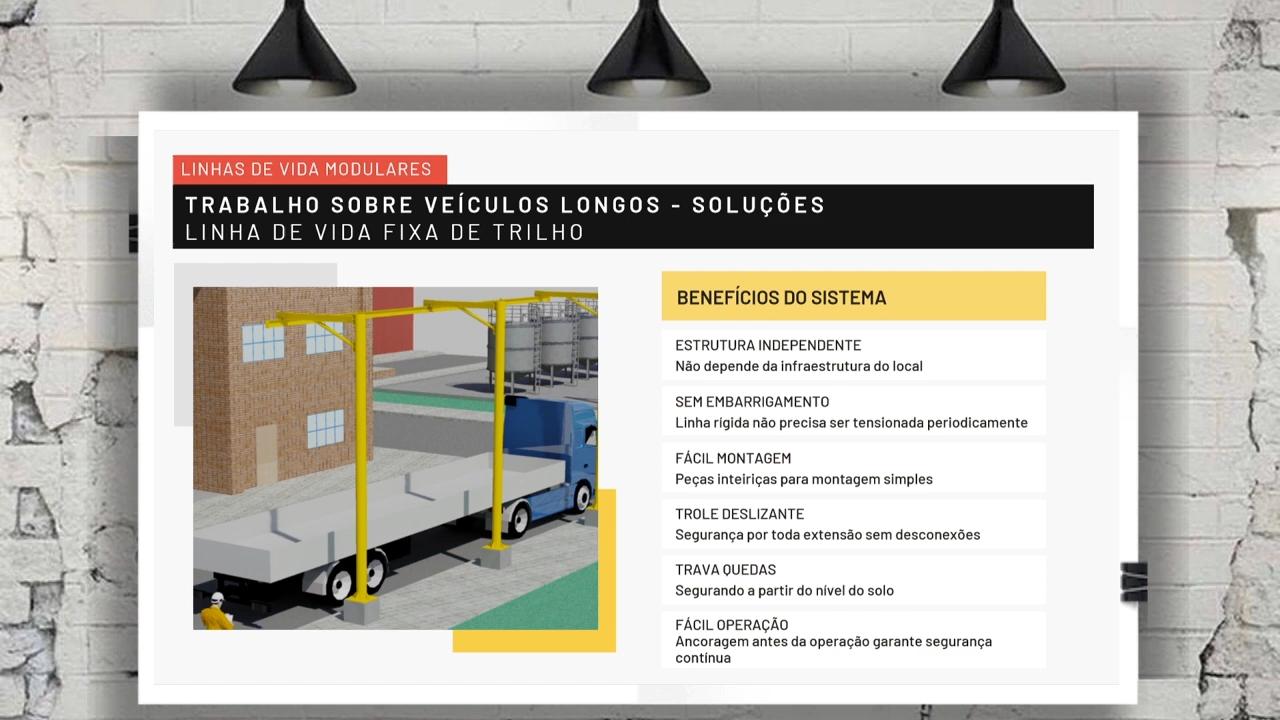 LINHAS DE VIDA MODULARES
TRABALHO SOBRE VEÍCULOS LONGOS - SOLUÇÕES
LINHA DE VIDA FIXA DE TRILHO
BENEFÍCIOS DO SISTEMA
ESTRUTURA INDEPENDENTE
Não depende da infraestrutura do local
SEM EMBARRIGAMENTO
Linha rígida não precisa ser tensionada periodicamente
FÁCIL MONTAGEM
Peças inteiriças para montagem simples
TROLE DESLIZANTE
Segurança por toda extensão sem desconexões
TRAVA QUEDAS
Segurando a partir do nível do solo
FÁCIL OPERAÇÃO
Ancoragem antes da operação garante segurança
contínua